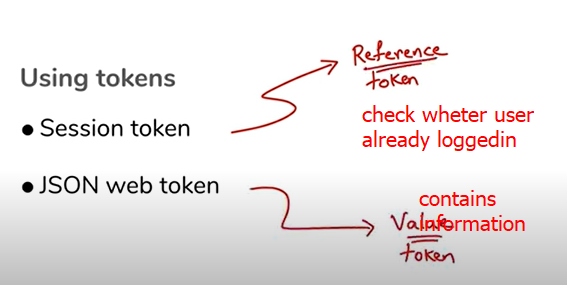 Using tokens
● Session token
● JSON web token
Reference
token
check wheter user
already loggedin
contains
information
Value
token